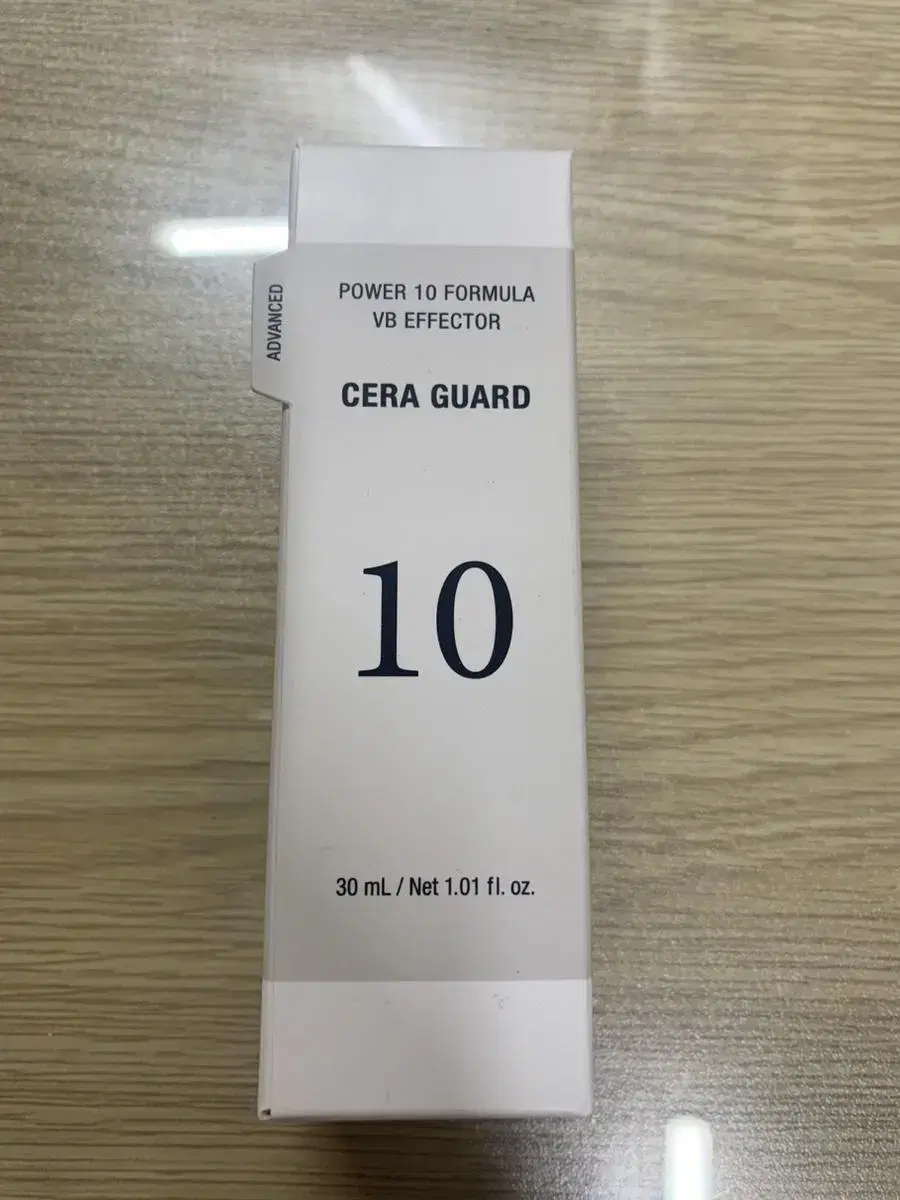 ADVANCED
POWER 10 FORMULA
VB EFFECTOR
CERA GUARD
10
30 mL / Net 1.01 fl. oz.